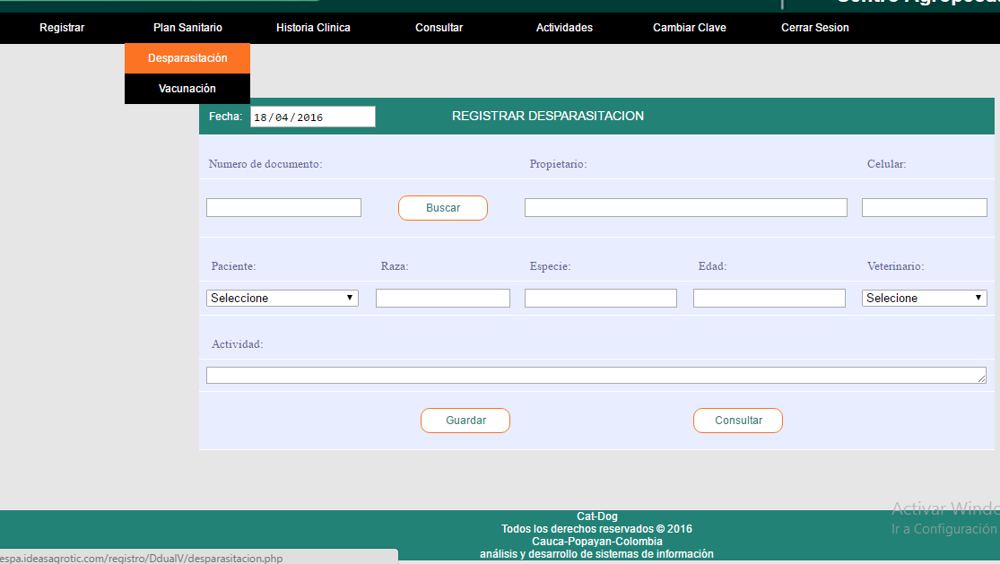 Centro Agropecua
Registrar Plan Sanitario Historia Clinica Consultar Actividades Cambiar Clave Cerrar Sesion
Desparasitación
Vacunación
Fecha: 18/04/2016 REGISTRAR DESPARASITACION
Numero de documento: Propietario: Celular:
Buscar
Paciente: Raza: Especie: Edad: Veterinario:
Seleccione Selecione
Actividad:
Guardar Consultar
Cat-Dog
Todos los derechos reservados © 2016
Cauca-Popayan-Colombia
análisis y desarrollo de sistemas de información
Activar Windo
Ir a Configuración
espa.ideasagrotic.com/registro/DdualV/desparasitacion.php